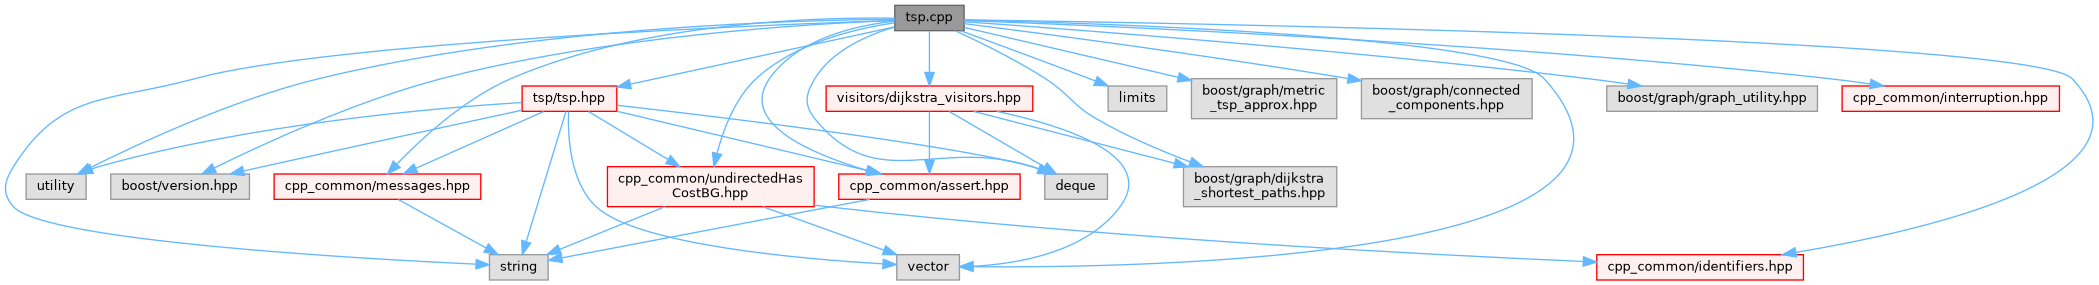 tsp.cpp
tsp/tsp.hpp
visitors/dijkstra_visitors.hpp
limits
boost/graph/metric
_tsp_approx.hpp
boost/graph/connected
_components.hpp
boost/graph/graph_utility.hpp
cpp_common/interruption.hpp
utility
boost/version.hpp
cpp_common/messages.hpp
cpp_common/undirectedHas
CostBG.hpp
cpp_common/assert.hpp
deque
boost/graph/dijkstra
_shortest_paths.hpp
string
vector
cpp_common/identifiers.hpp